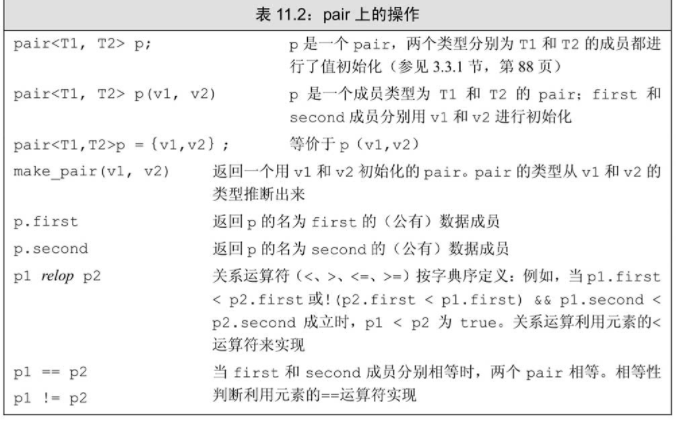 表 11.2：pair 上的操作
pair<T1, T2> p; p 是一个 pair，两个类型分别为 T1 和 T2 的成员都进
行了值初始化（参见 3.3.1 节，第 88 页）
pair<T1, T2> p(v1, v2) p 是一个成员类型为 T1 和 T2 的 pair；first 和
second 成员分别用 v1 和 v2 进行初始化
pair<T1,T2>p = {v1,v2} ; 等价于 p（v1,v2）
make_pair(v1, v2) 返回一个用 v1 和 v2 初始化的 pair。pair 的类型从 v1 和 v2 的
类型推断出来
p.first 返回 p 的名为 first 的（公有）数据成员
p.second 返回 p 的名为 second 的（公有）数据成员
p1 relop p2 关系运算符（<、>、<=、>=）按字典序定义：例如，当 p1.first
< p2.first 或!(p2.first < p1.first) && p1.second <
p2.second 成立时，p1 < p2 为 true。关系运算利用元素的<
运算符来实现
p1 == p2 当 first 和 second 成员分别相等时，两个 pair 相等。相等性
p1 != p2 判断利用元素的==运算符实现